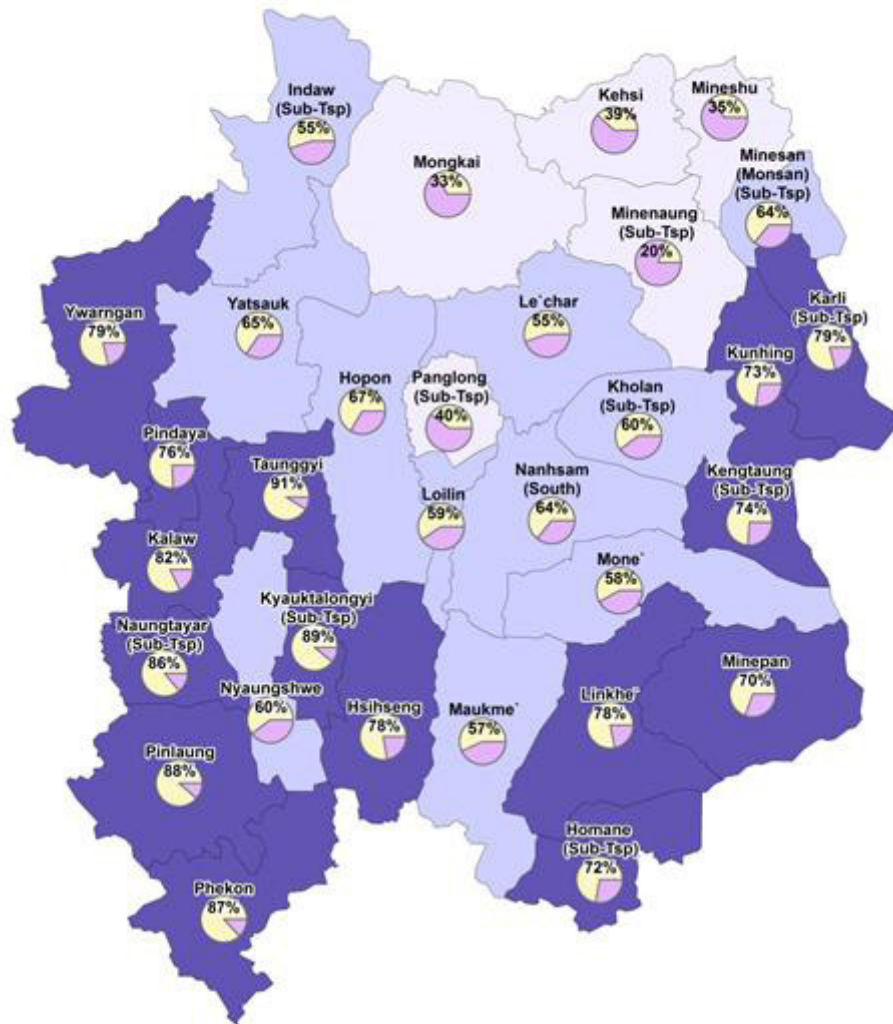 Indaw
(Sub-Tsp)
55%
Kehsi
39%
Mineshu
35%
Mongkai
33%
Minesan
(Monsan)
(Sub-Tsp)
64%
Minenaung
(Sub-Tsp)
20%
Ywarngan
79%
Yatsauk
65%
Le`char
55%
Karli
(Sub-Tsp)
79%
Kunhing
73%
Hopon
67%
Panglong
(Sub-Tsp)
40%
Kholan
(Sub-Tsp)
60%
Pindaya
76%
Taunggyi
91%
Loilin
59%
Nanhsam
(South)
64%
Kengtaung
(Sub-Tsp)
74%
Kalaw
82%
Mone`
58%
Kyauktalongyi
(Sub-Tsp)
89%
Naungtayar
(Sub-Tsp)
86%
Nyaungshwe
60%
Hsihseng
78%
Maukme`
57%
Linkhe`
78%
Minepan
70%
Pinlaung
88%
Homane
(Sub-Tsp)
72%
Phekon
87%